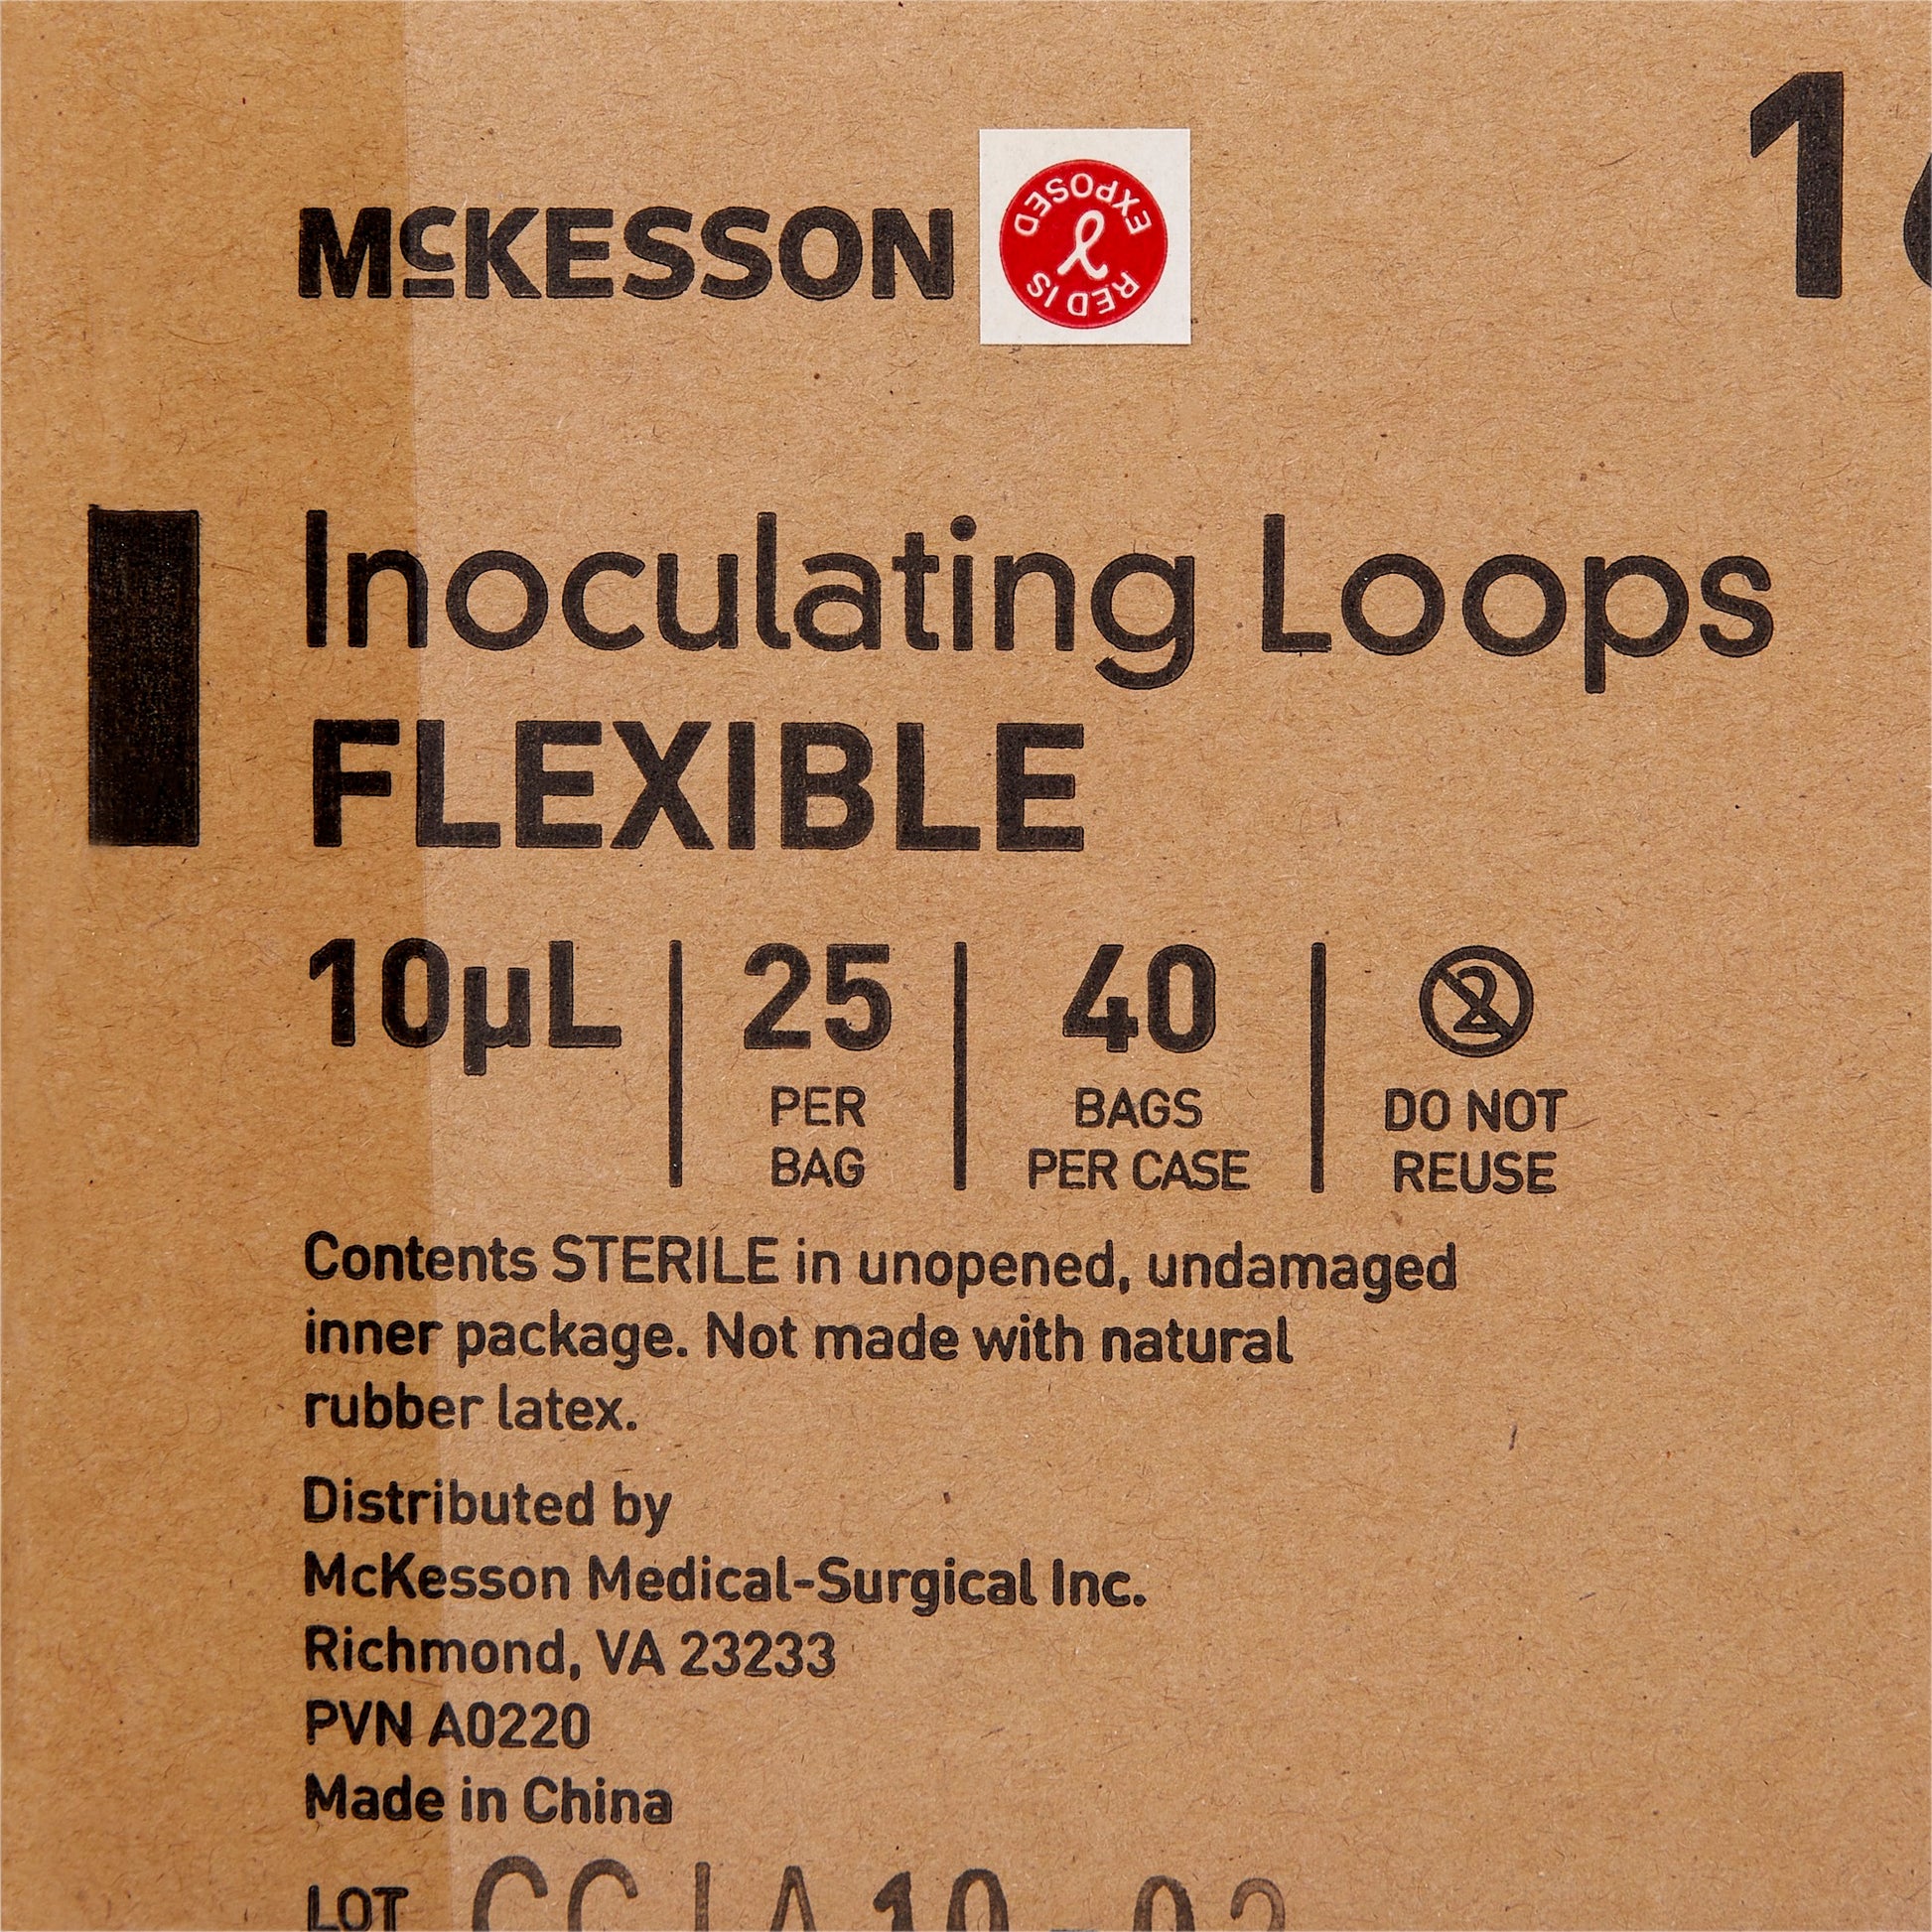 McKESSON
RED IS EXPOSED
Inoculating Loops
FLEXIBLE
10µL
25
PER
BAG
40
BAGS
PER CASE
2
DO NOT
REUSE
Contents STERILE in unopened, undamaged
inner package. Not made with natural
rubber latex.
Distributed by
McKesson Medical-Surgical Inc.
Richmond, VA 23233
PVN A0220
Made in China
LOT